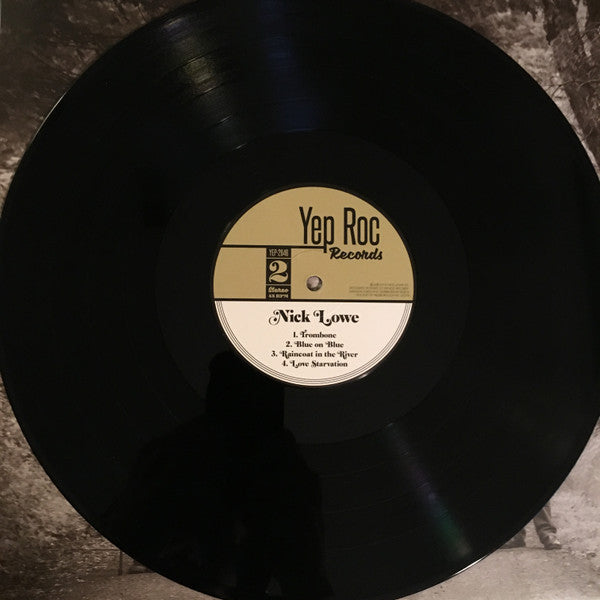 Yep Roc
Records
YEP-2646
2
Stereo
45 RPM
Nick Lowe
1. Trombone
2. Blue on Blue
3. Raincoat in the River
4. Love Starvation